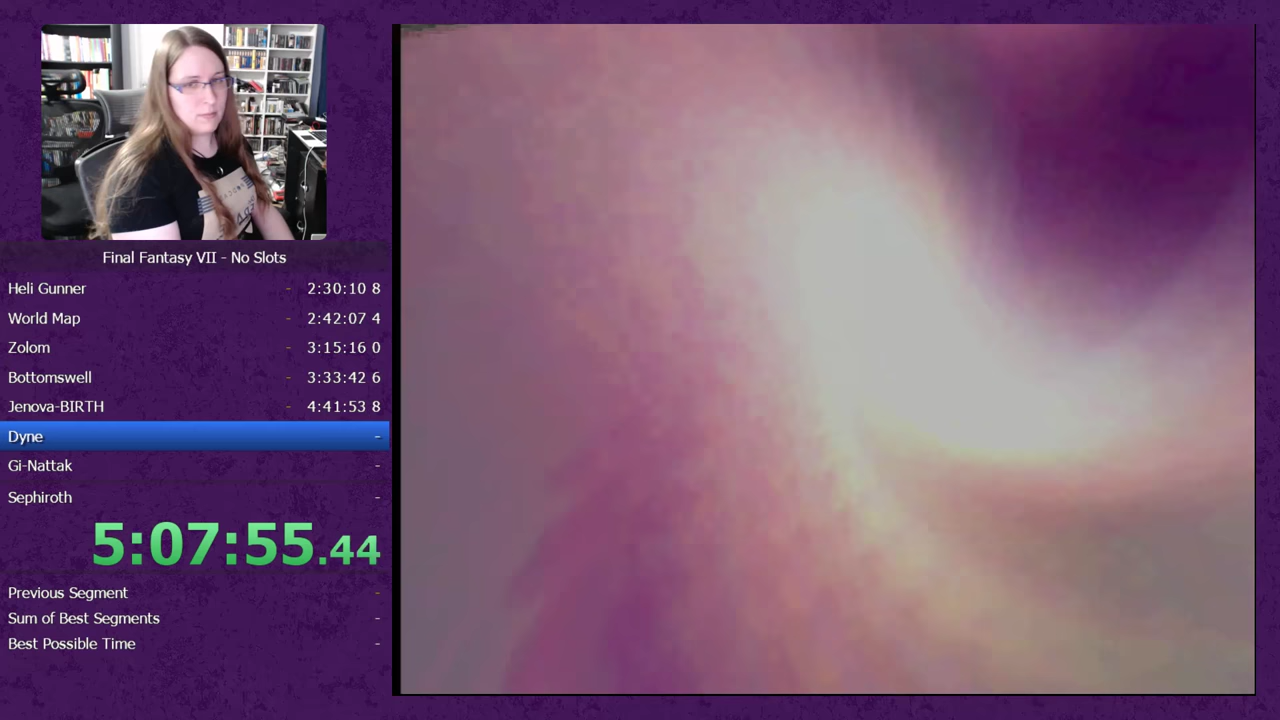 Final Fantasy VII - No Slots
Heli Gunner - 2:30:10 8
World Map - 2:42:07 4
Zolom - 3:15:16 0
Bottomswell - 3:33:42 6
Jenova-BIRTH - 4:41:53 8
Dyne -
Gi-Nattak -
Sephiroth -
5:07:55.44
Previous Segment -
Sum of Best Segments -
Best Possible Time -